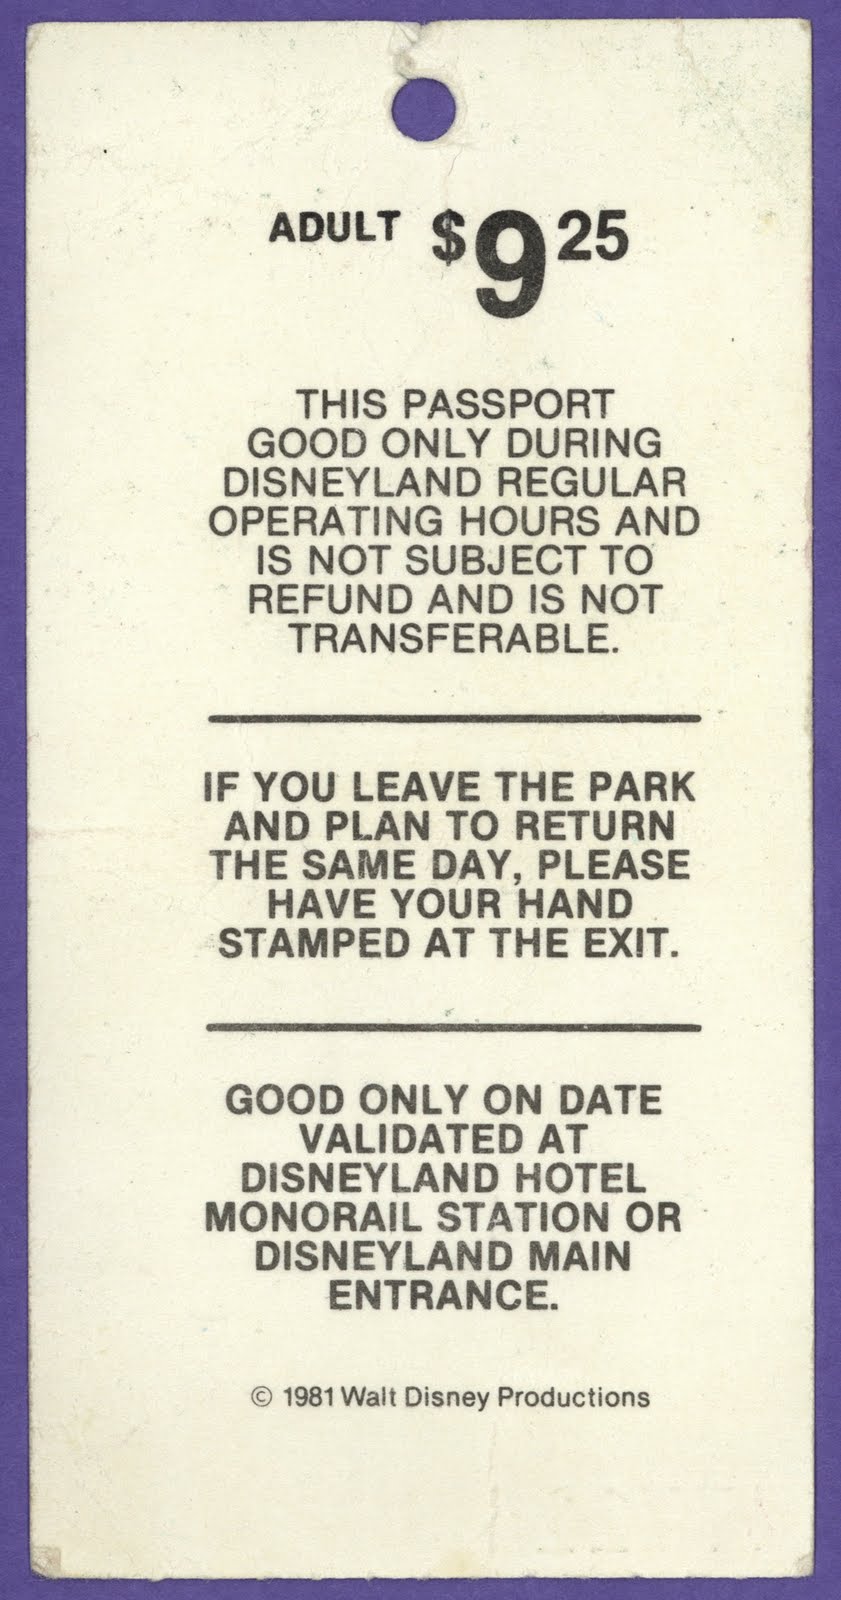 ADULT $9 25
THIS PASSPORT
GOOD ONLY DURING
DISNEYLAND REGULAR
OPERATING HOURS AND
IS NOT SUBJECT TO
REFUND AND IS NOT
TRANSFERABLE.
IF YOU LEAVE THE PARK
AND PLAN TO RETURN
THE SAME DAY, PLEASE
HAVE YOUR HAND
STAMPED AT THE EXIT.
GOOD ONLY ON DATE
VALIDATED AT
DISNEYLAND HOTEL
MONORAIL STATION OR
DISNEYLAND MAIN
ENTRANCE.
© 1981 Walt Disney Productions